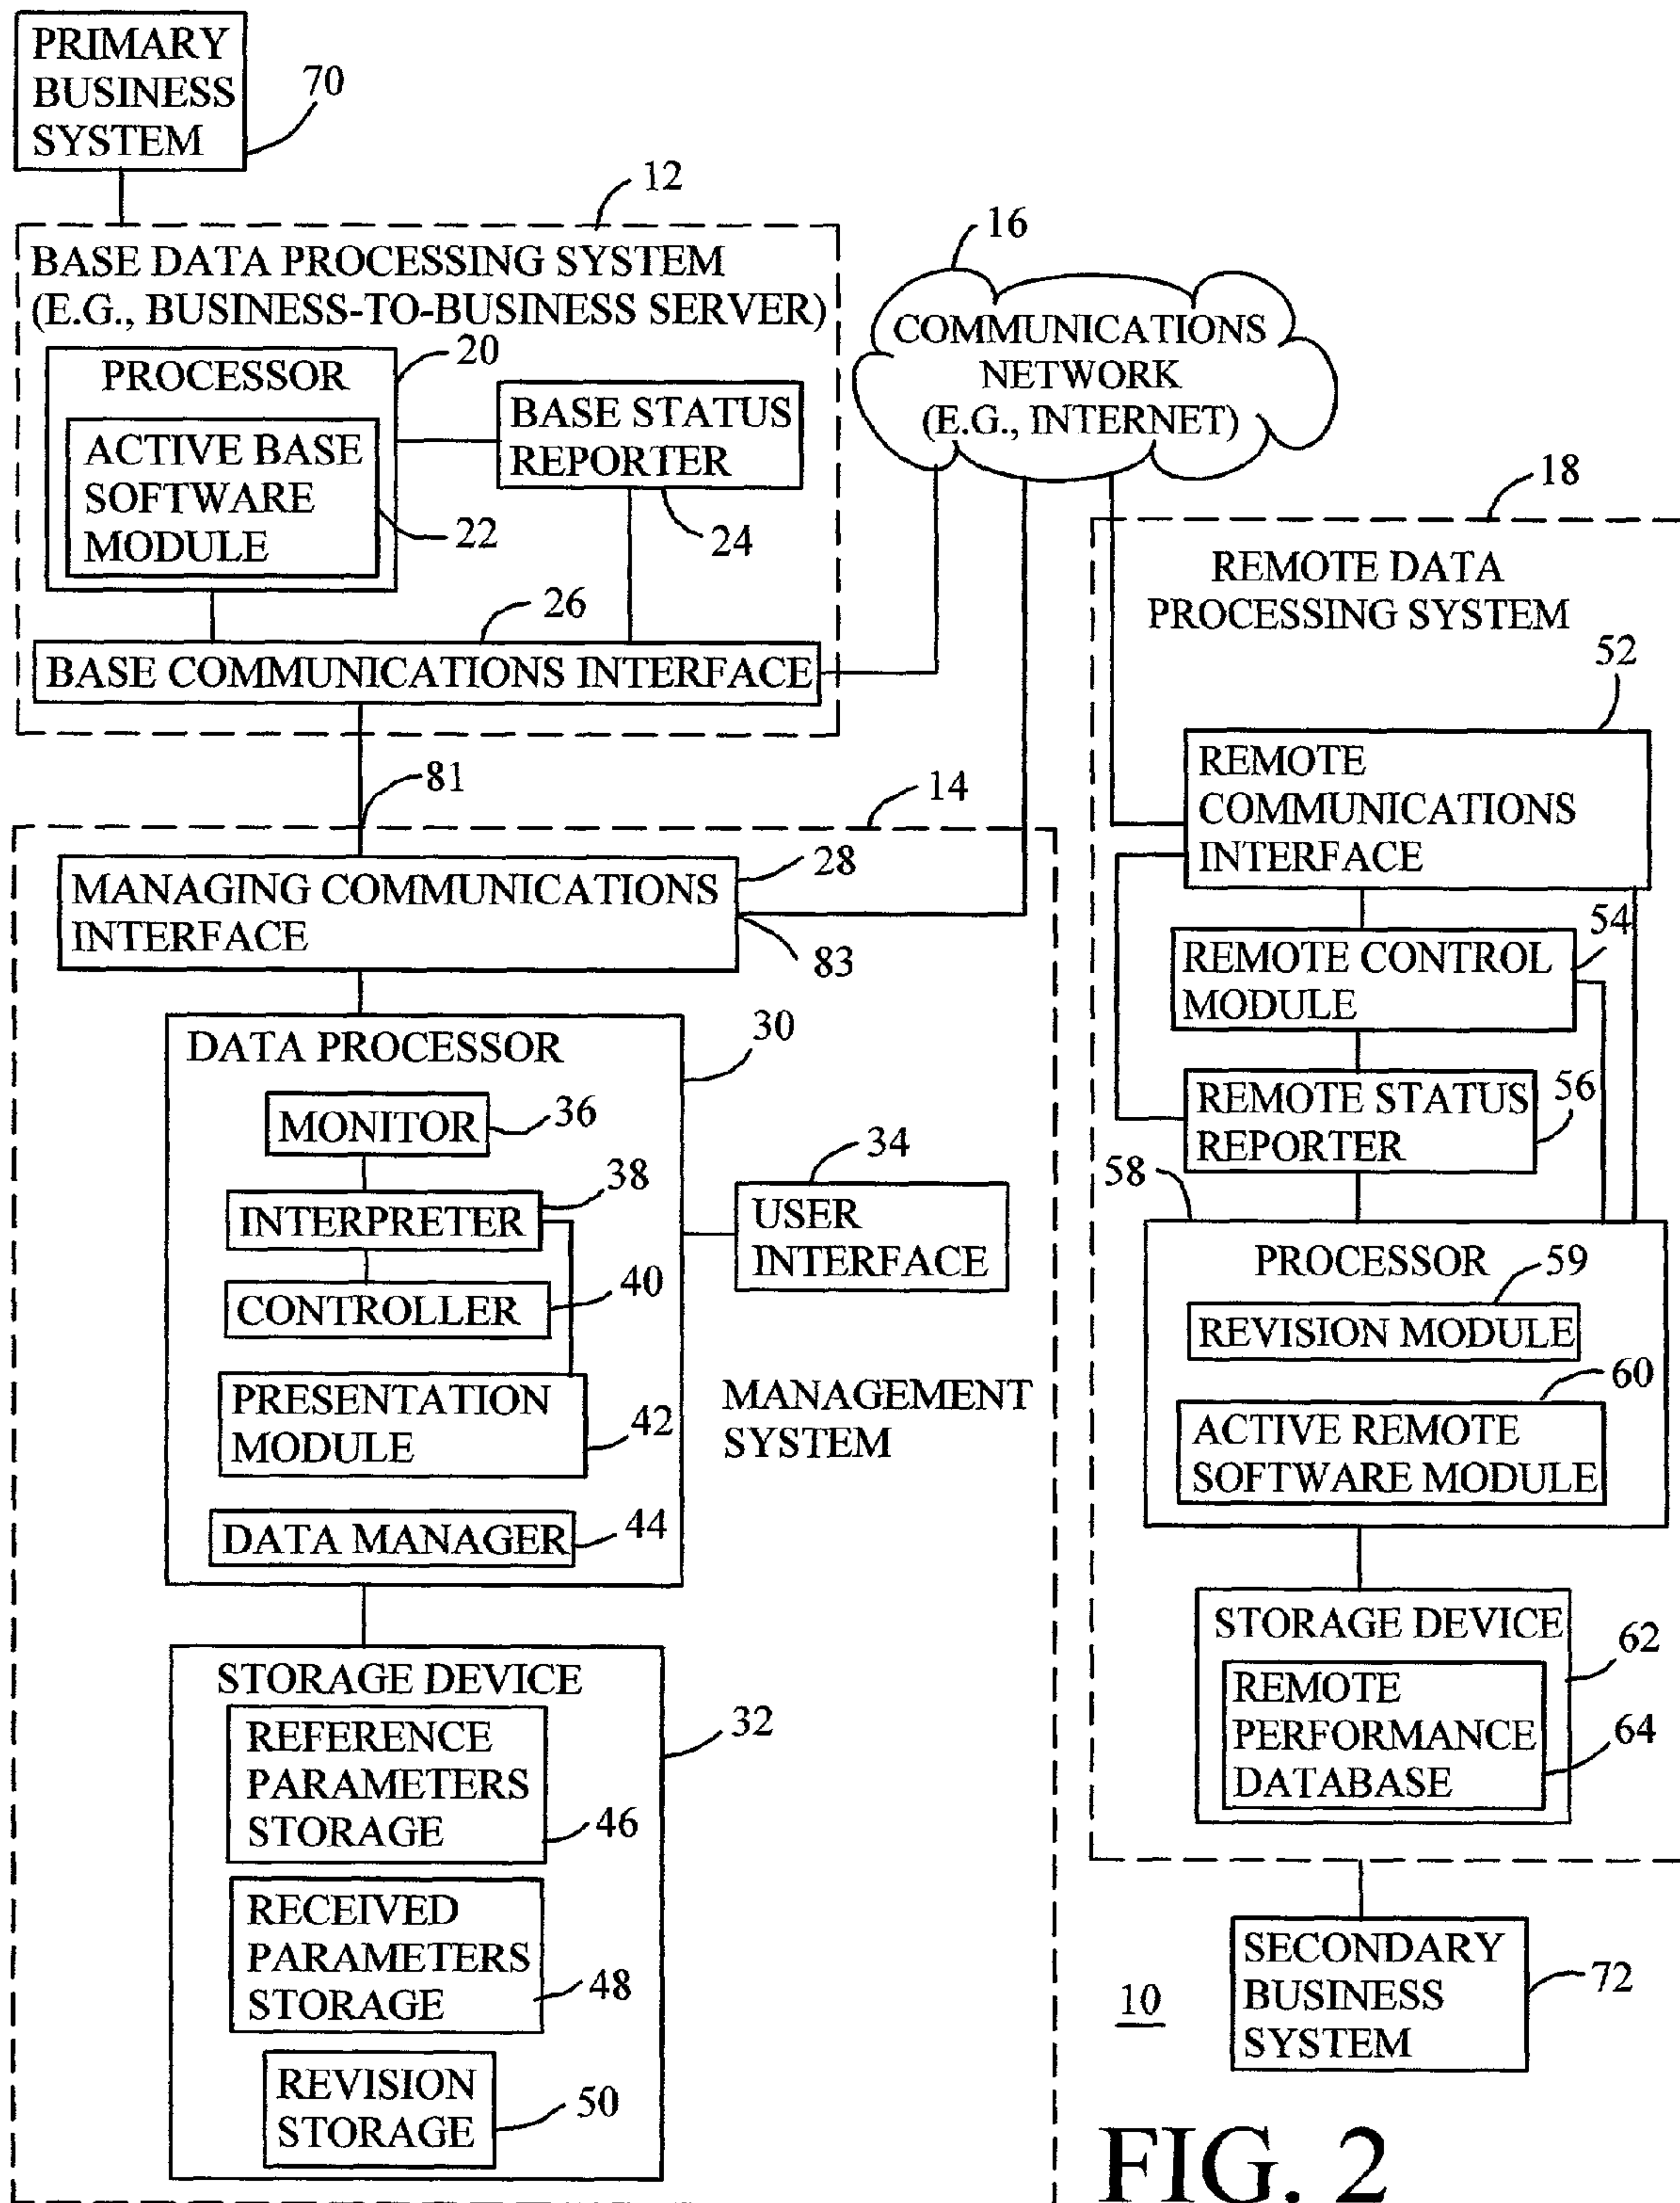 PRIMARY
BUSINESS
SYSTEM
70
12
BASE DATA PROCESSING SYSTEM
(E.G., BUSINESS-TO-BUSINESS SERVER)
PROCESSOR
20
ACTIVE BASE
SOFTWARE
MODULE
22
BASE STATUS
REPORTER
24
26
BASE COMMUNICATIONS INTERFACE
16
COMMUNICATIONS
NETWORK
(E.G., INTERNET)
81
14
MANAGING COMMUNICATIONS
INTERFACE
28
83
DATA PROCESSOR
30
MONITOR
36
INTERPRETER
38
CONTROLLER
40
PRESENTATION
MODULE
42
DATA MANAGER
44
34
USER
INTERFACE
MANAGEMENT
SYSTEM
STORAGE DEVICE
32
REFERENCE
PARAMETERS
STORAGE
46
RECEIVED
PARAMETERS
STORAGE
48
REVISION
STORAGE
50
18
REMOTE DATA
PROCESSING SYSTEM
52
REMOTE
COMMUNICATIONS
INTERFACE
54
REMOTE CONTROL
MODULE
REMOTE STATUS
REPORTER
56
58
PROCESSOR
59
REVISION MODULE
60
ACTIVE REMOTE
SOFTWARE MODULE
STORAGE DEVICE
62
REMOTE
PERFORMANCE
DATABASE
64
SECONDARY
BUSINESS
SYSTEM
72
10
FIG. 2